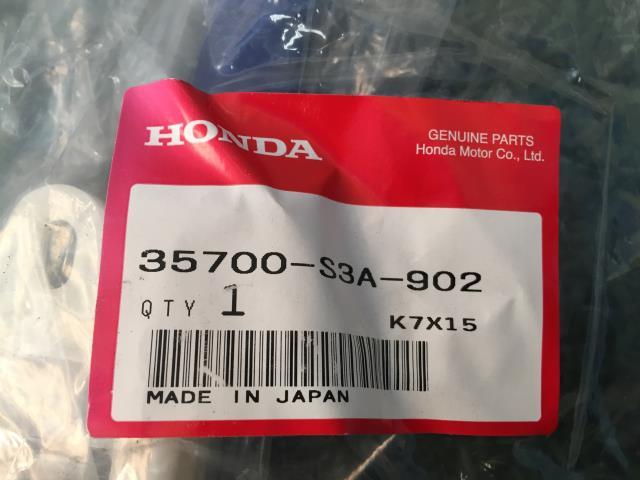 HONDA
GENUINE PARTS
Honda Motor Co., Ltd.
35700-S3A-902
QTY 1
K7X15
MADE IN JAPAN